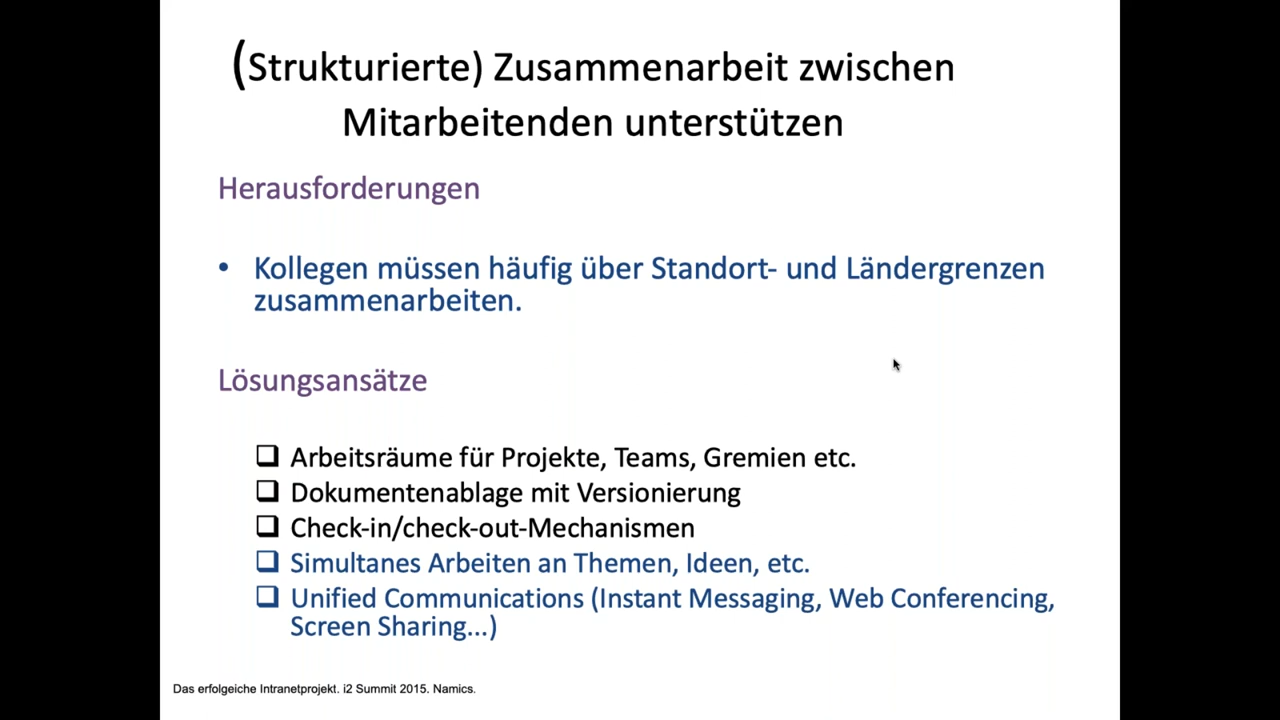 (Strukturierte) Zusammenarbeit zwischen
Mitarbeitenden unterstützen
Herausforderungen
• Kollegen müssen häufig über Standort- und Ländergrenzen
zusammenarbeiten.
Lösungsansätze
❑ Arbeitsräume für Projekte, Teams, Gremien etc.
❑ Dokumentenablage mit Versionierung
❑ Check-in/check-out-Mechanismen
❑ Simultanes Arbeiten an Themen, Ideen, etc.
❑ Unified Communications (Instant Messaging, Web Conferencing,
Screen Sharing...)
Das erfolgeiche Intranetprojekt. i2 Summit 2015. Namics.